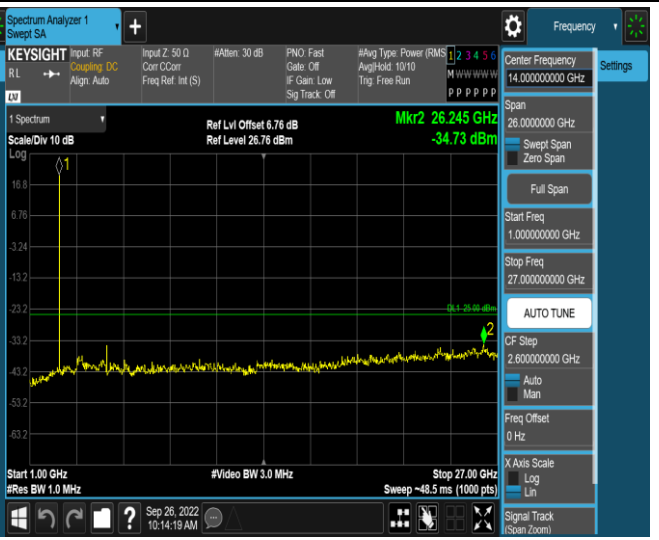 Spectrum Analyzer 1
Swept SA
Frequency
KEYSIGHT
RL
LXI
Input: RF
Coupling: DC
Align: Auto
Input Z: 50 Ω
Corr CCorr
Freq Ref: Int (S)
#Atten: 30 dB
PNO: Fast
Gate: Off
IF Gain: Low
Sig Track: Off
#Avg Type: Power (RMS
Avg|Hold: 10/10
Trig: Free Run
1 2 3 4 5 6
M W W W W W
P P P P P P
1 Spectrum
Scale/Div 10 dB
Ref Lvl Offset 6.76 dB
Ref Level 26.76 dBm
Mkr2 26.245 GHz
-34.73 dBm
Log
1
16.8
6.76
-3.24
-13.2
-23.2
DL1 -25.00 dBm
2
-33.2
-43.2
-53.2
-63.2
Start 1.00 GHz
#Res BW 1.0 MHz
#Video BW 3.0 MHz
Stop 27.00 GHz
Sweep ~48.5 ms (1000 pts)
?
Sep 26, 2022
10:14:19 AM
Center Frequency
14.000000000 GHz
Span
26.0000000 GHz
Swept Span
Zero Span
Full Span
Start Freq
1.000000000 GHz
Stop Freq
27.000000000 GHz
AUTO TUNE
CF Step
2.600000000 GHz
Auto
Man
Freq Offset
0 Hz
X Axis Scale
Log
Lin
Signal Track
(Span Zoom)
Settings